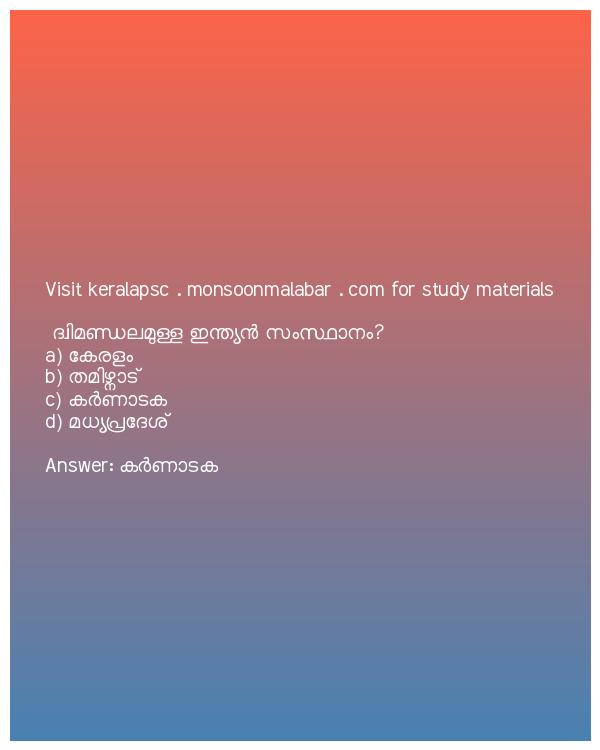 Visit keralapsc . monsoonmalabar . com for study materials
ദ്വിമണ്ഡലമുള്ള ഇന്ത്യൻ സംസ്ഥാനം?
a) കേരളം
b) തമിഴ്നാട്
c) കർണാടക
d) മധ്യപ്രദേശ്
Answer: കർണാടക